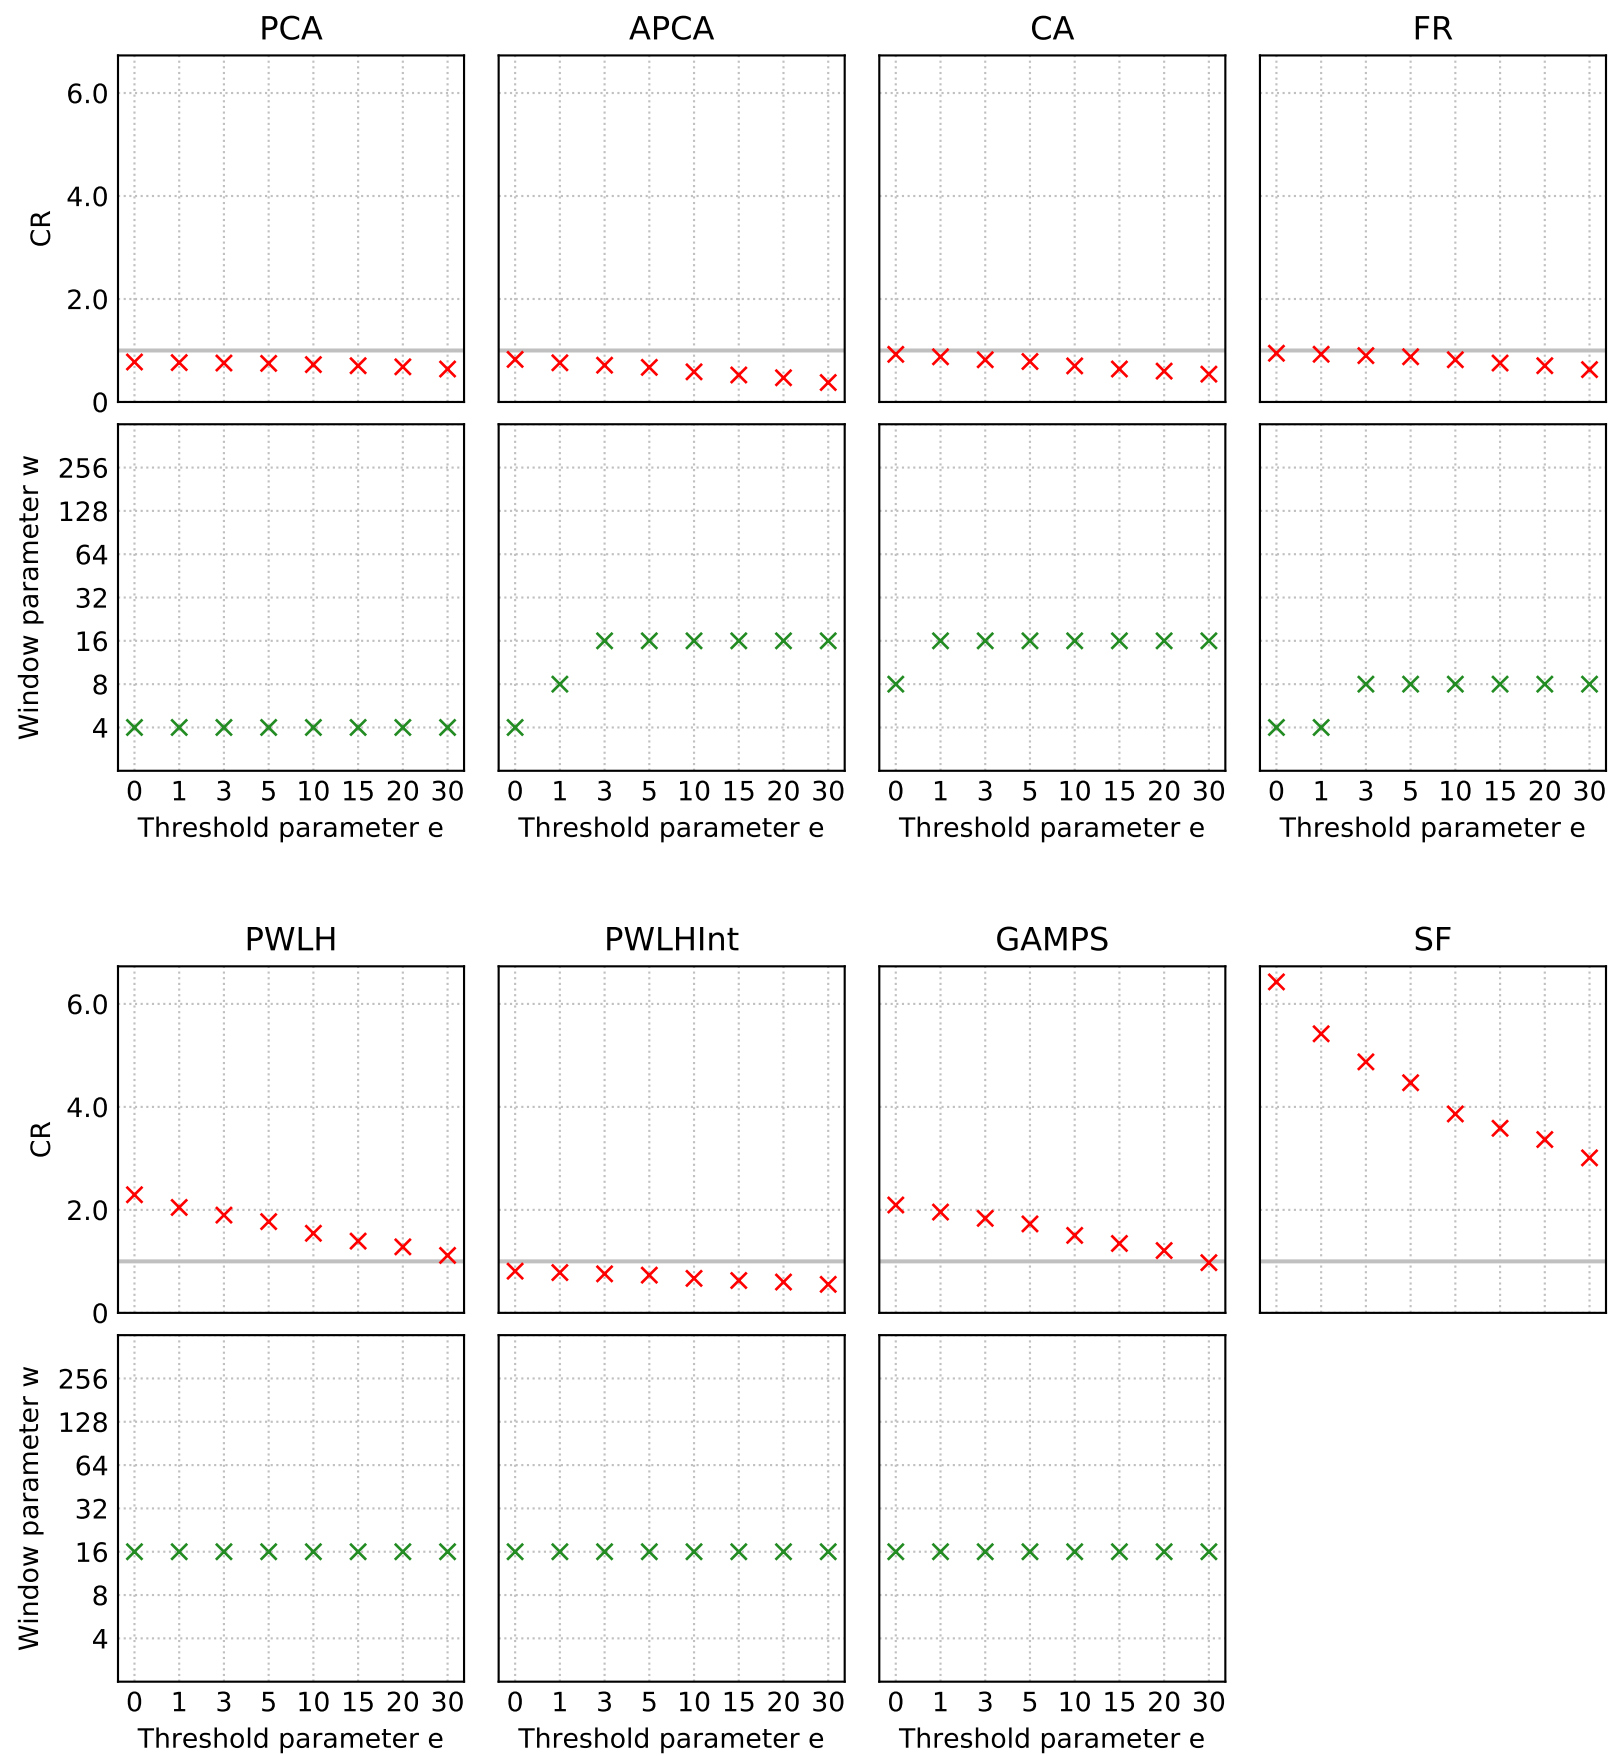 PCA APCA CA FR
CR
6.0
4.0
2.0
0
Window parameter w
256
128
64
32
16
8
4
0 1 3 5 10 15 20 30 0 1 3 5 10 15 20 30 0 1 3 5 10 15 20 30 0 1 3 5 10 15 20 30
Threshold parameter e Threshold parameter e Threshold parameter e Threshold parameter e
PWLH PWLHInt GAMPS SF
CR
6.0
4.0
2.0
0
Window parameter w
256
128
64
32
16
8
4
0 1 3 5 10 15 20 30 0 1 3 5 10 15 20 30 0 1 3 5 10 15 20 30
Threshold parameter e Threshold parameter e Threshold parameter e